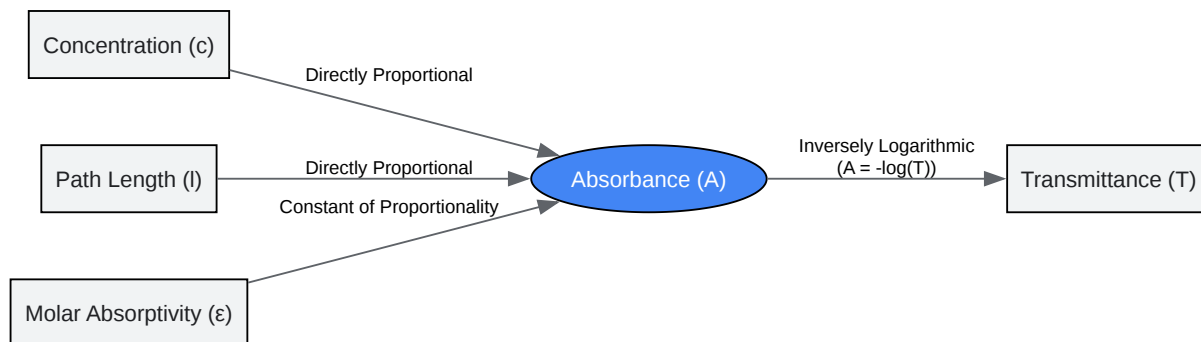 Concentration (c)
Directly Proportional
Path Length (l)
Directly Proportional
Constant of Proportionality
Molar Absorptivity (ε)
Absorbance (A)
Inversely Logarithmic
(A = -log(T))
Transmittance (T)